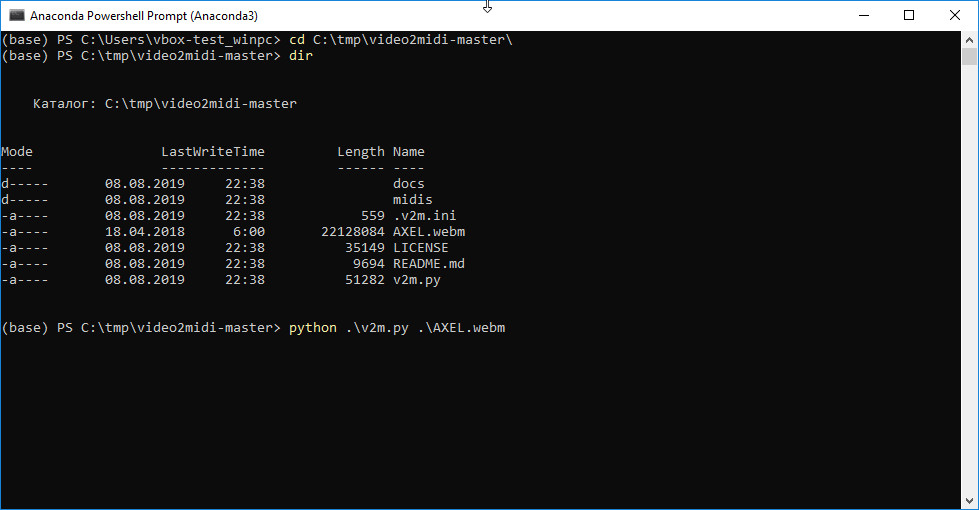 Anaconda Powershell Prompt (Anaconda3)
(base) PS C:\Users\vbox-test_winpc> cd C:\tmp\video2midi-master\
(base) PS C:\tmp\video2midi-master> dir
Каталог: C:\tmp\video2midi-master
Mode                LastWriteTime         Length Name
----                -------------         ------ ----
d-----       08.08.2019     22:38                docs
d-----       08.08.2019     22:38                midis
-a----       08.08.2019     22:38            559 .v2m.ini
-a----       18.04.2018      6:00       22128084 AXEL.webm
-a----       08.08.2019     22:38          35149 LICENSE
-a----       08.08.2019     22:38           9694 README.md
-a----       08.08.2019     22:38          51282 v2m.py
(base) PS C:\tmp\video2midi-master> python .\v2m.py .\AXEL.webm